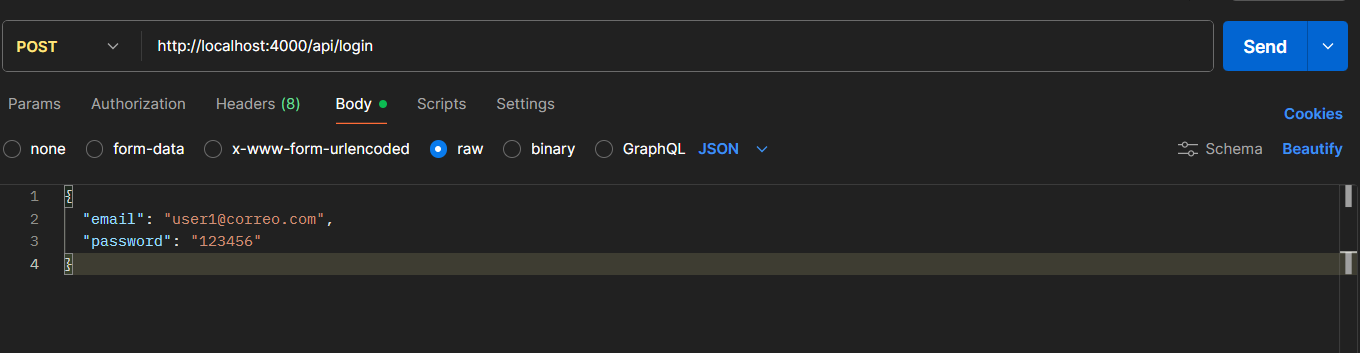 POST http://localhost:4000/api/login Send
Params Authorization Headers (8) Body Scripts Settings Cookies
none form-data x-www-form-urlencoded raw binary GraphQL JSON Schema Beautify
1 {
2 "email": "user1@correo.com",
3 "password": "123456"
4 }